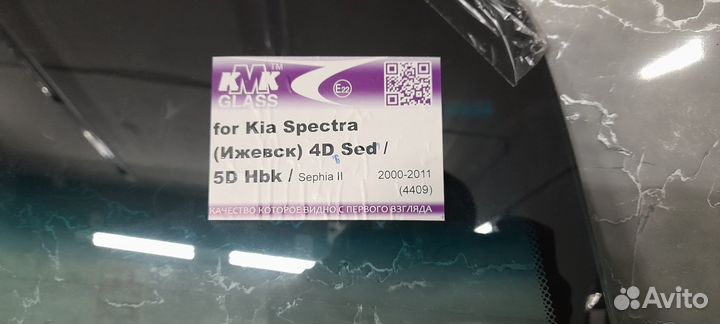 KMK TM
GLASS
E22
for Kia Spectra
(Ижевск) 4D Sed /
5D Hbk / Sephia II 2000-2011
(4409)
КАЧЕСТВО КОТОРОЕ ВИДНО С ПЕРВОГО ВЗГЛЯДА
Avito